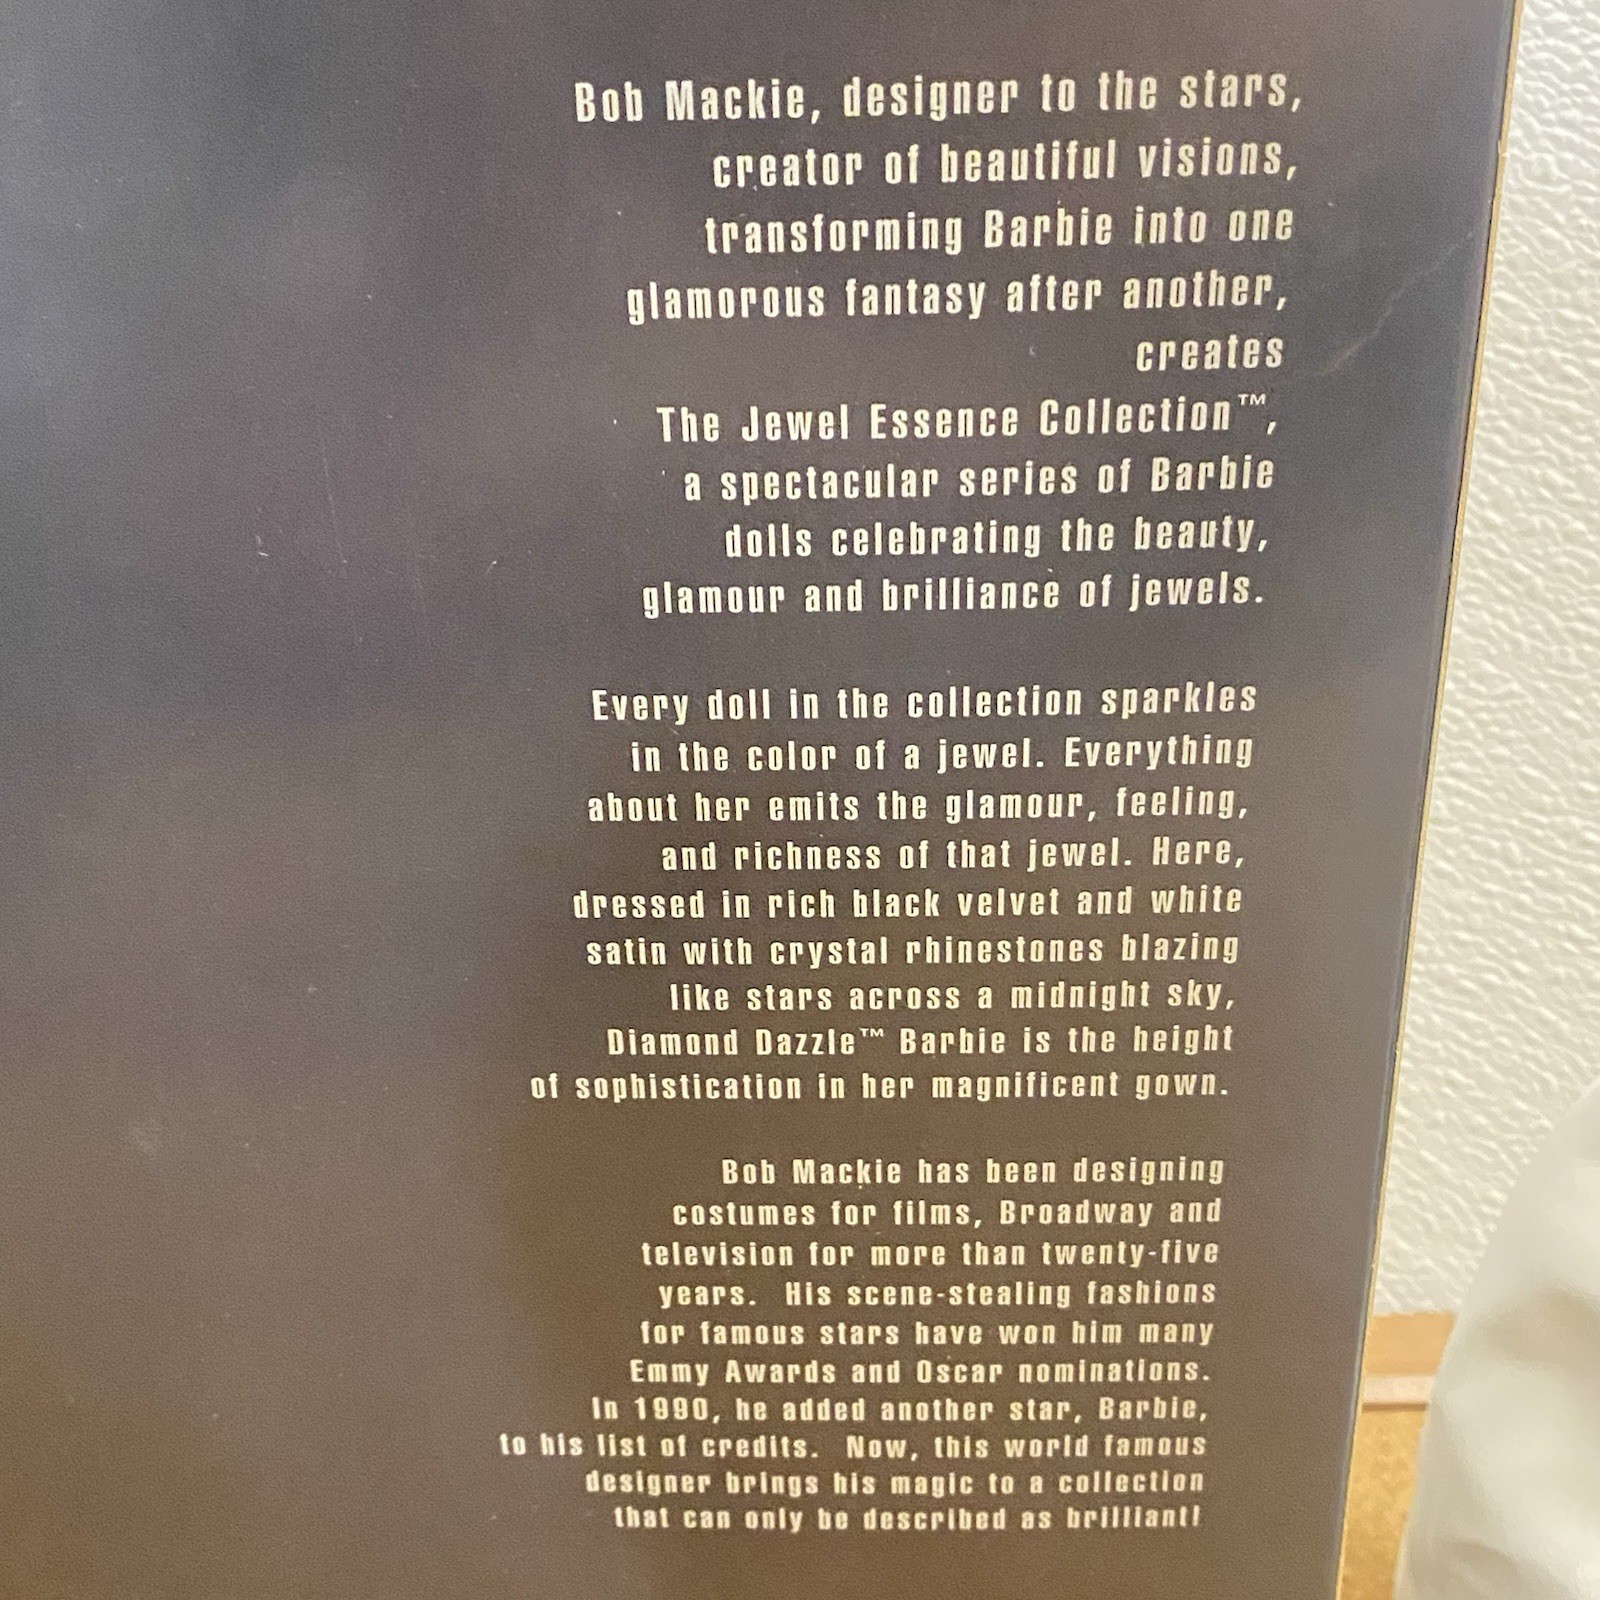 Bob Mackie, designer to the stars,
creator of beautiful visions,
transforming Barbie into one
glamorous fantasy after another,
creates
The Jewel Essence Collection™,
a spectacular series of Barbie
dolls celebrating the beauty,
glamour and brilliance of jewels.
Every doll in the collection sparkles
in the color of a jewel. Everything
about her emits the glamour, feeling,
and richness of that jewel. Here,
dressed in rich black velvet and white
satin with crystal rhinestones blazing
like stars across a midnight sky,
Diamond Dazzle™ Barbie is the height
of sophistication in her magnificent gown.
Bob Mackie has been designing
costumes for films, Broadway and
television for more than twenty-five
years. His scene-stealing fashions
for famous stars have won him many
Emmy Awards and Oscar nominations.
In 1990, he added another star, Barbie,
to his list of credits. Now, this world famous
designer brings his magic to a collection
that can only be described as brilliant!